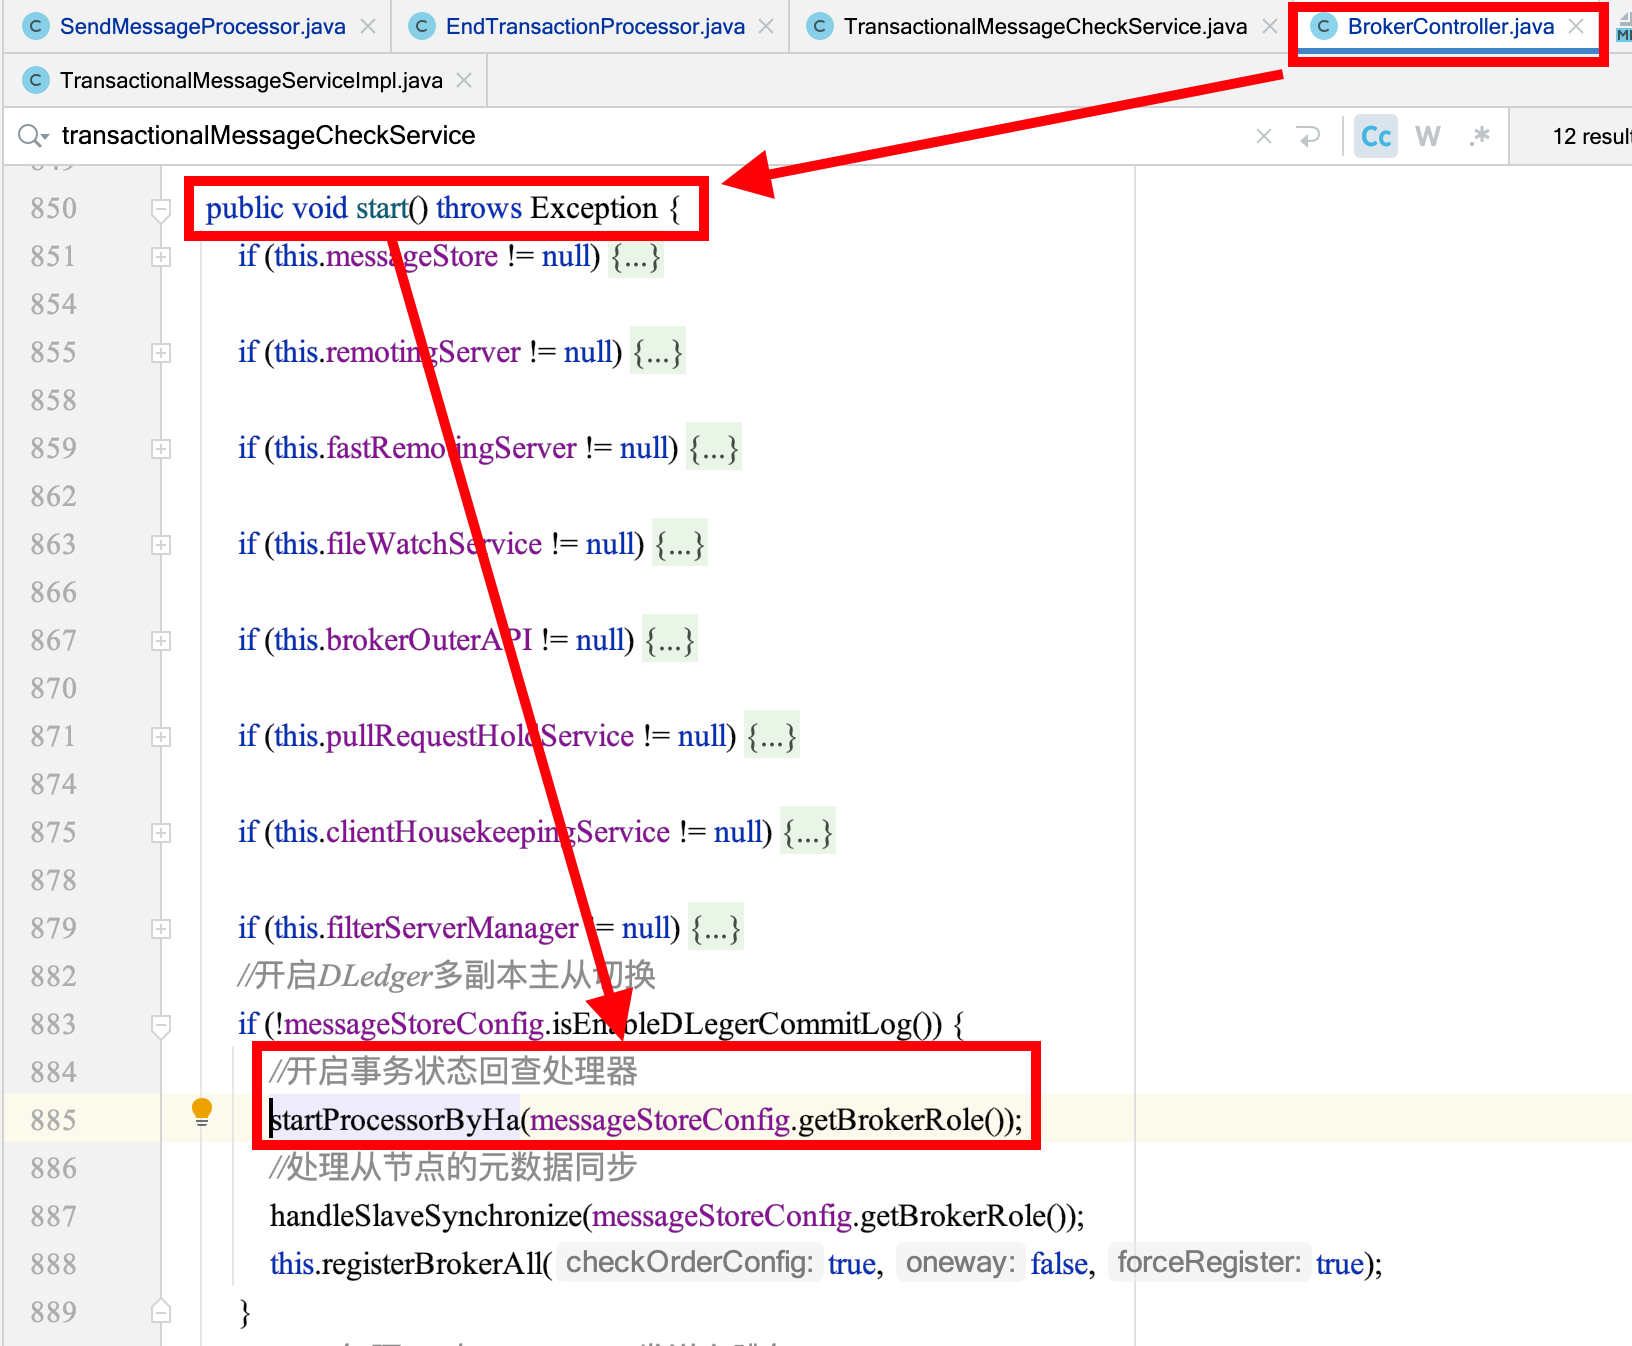 SendMessageProcessor.java EndTransactionProcessor.java TransactionalMessageCheckService.java BrokerController.java
TransactionalMessageServiceImpl.java
transactionalMessageCheckService Cc W .* 12
850 public void start() throws Exception {
851 if (this.messageStore != null) {...}
854
855 if (this.remotingServer != null) {...}
858
859 if (this.fastRemotingServer != null) {...}
862
863 if (this.fileWatchService != null) {...}
866
867 if (this.brokerOuterAPI != null) {...}
870
871 if (this.pullRequestHoldService != null) {...}
874
875 if (this.clientHousekeepingService != null) {...}
878
879 if (this.filterServerManager != null) {...}
882 //开启DLedger多副本主从切换
883 if (!messageStoreConfig.isEnableDLegerCommitLog()) {
884 //开启事务状态回查处理器
885 startProcessorByHa(messageStoreConfig.getBrokerRole());
886 //处理从节点的元数据同步
887 handleSlaveSynchronize(messageStoreConfig.getBrokerRole());
888 this.registerBrokerAll( checkOrderConfig: true, oneway: false, forceRegister: true);
889 }